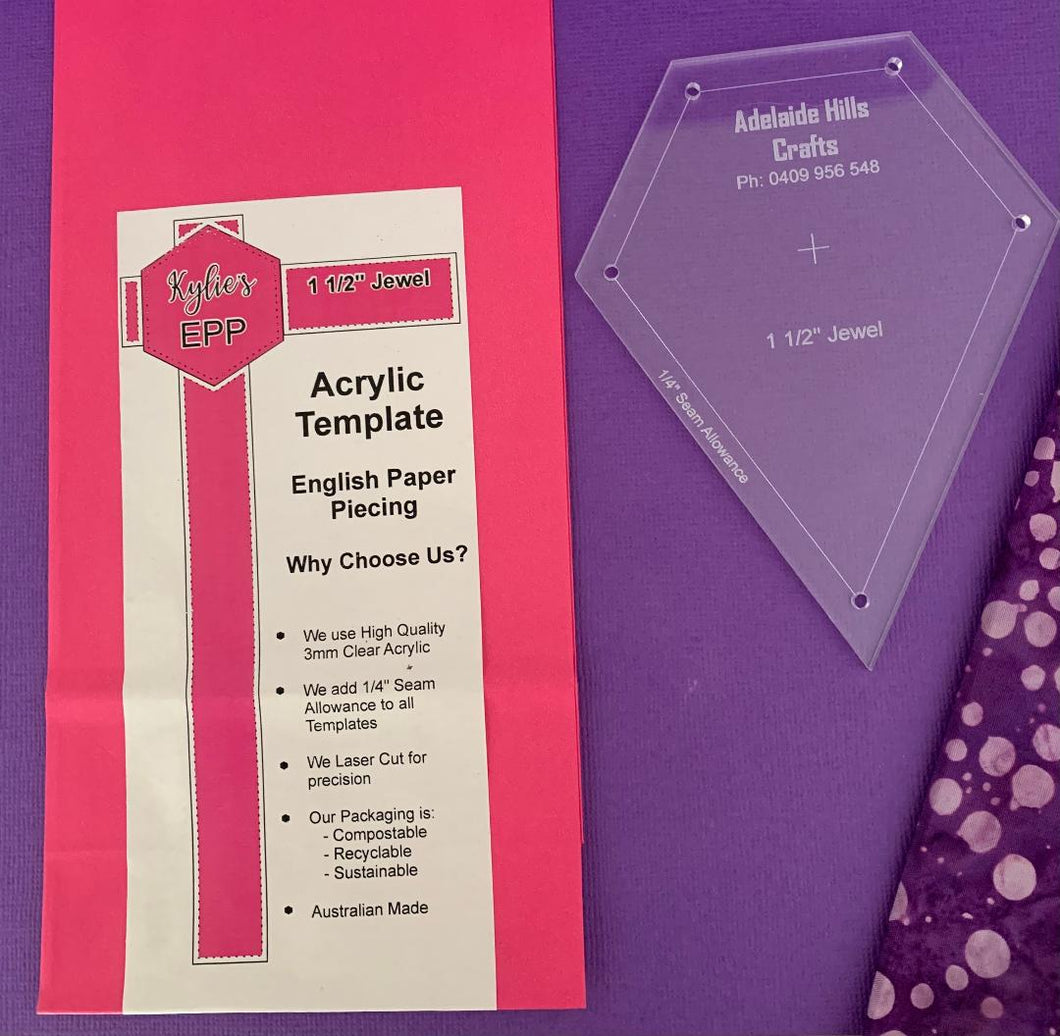 Kylie's
EPP
1 1/2" Jewel
Acrylic
Template
English Paper
Piecing
Why Choose Us?
• We use High Quality
3mm Clear Acrylic
• We add 1/4" Seam
Allowance to all
Templates
• We Laser Cut for
precision
• Our Packaging is:
- Compostable
- Recyclable
- Sustainable
• Australian Made
Adelaide Hills
Crafts
Ph: 0409 956 548
1 1/2" Jewel
1/4" Seam Allowance